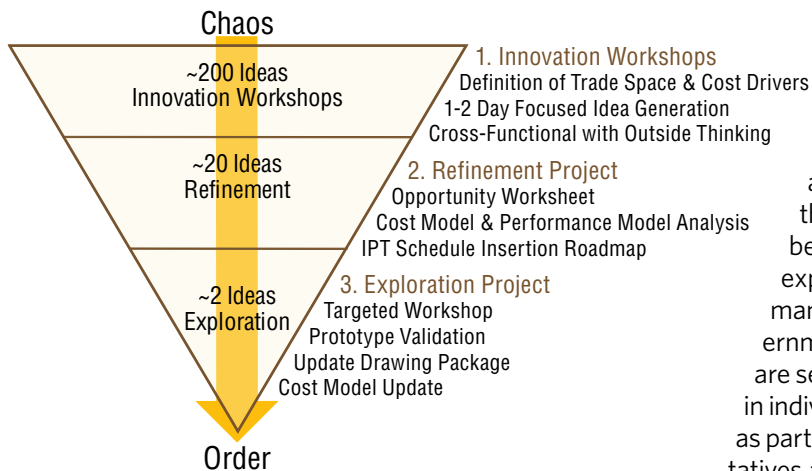 Chaos
~200 Ideas
Innovation Workshops
~20 Ideas
Refinement
~2 Ideas
Exploration
Order
1. Innovation Workshops
Definition of Trade Space & Cost Drivers
1-2 Day Focused Idea Generation
Cross-Functional with Outside Thinking
2. Refinement Project
Opportunity Worksheet
Cost Model & Performance Model Analysis
IPT Schedule Insertion Roadmap
3. Exploration Project
Targeted Workshop
Prototype Validation
Update Drawing Package
Cost Model Update
a
th
be
exp
man
ernm
are se
in indiv
as part
tatives